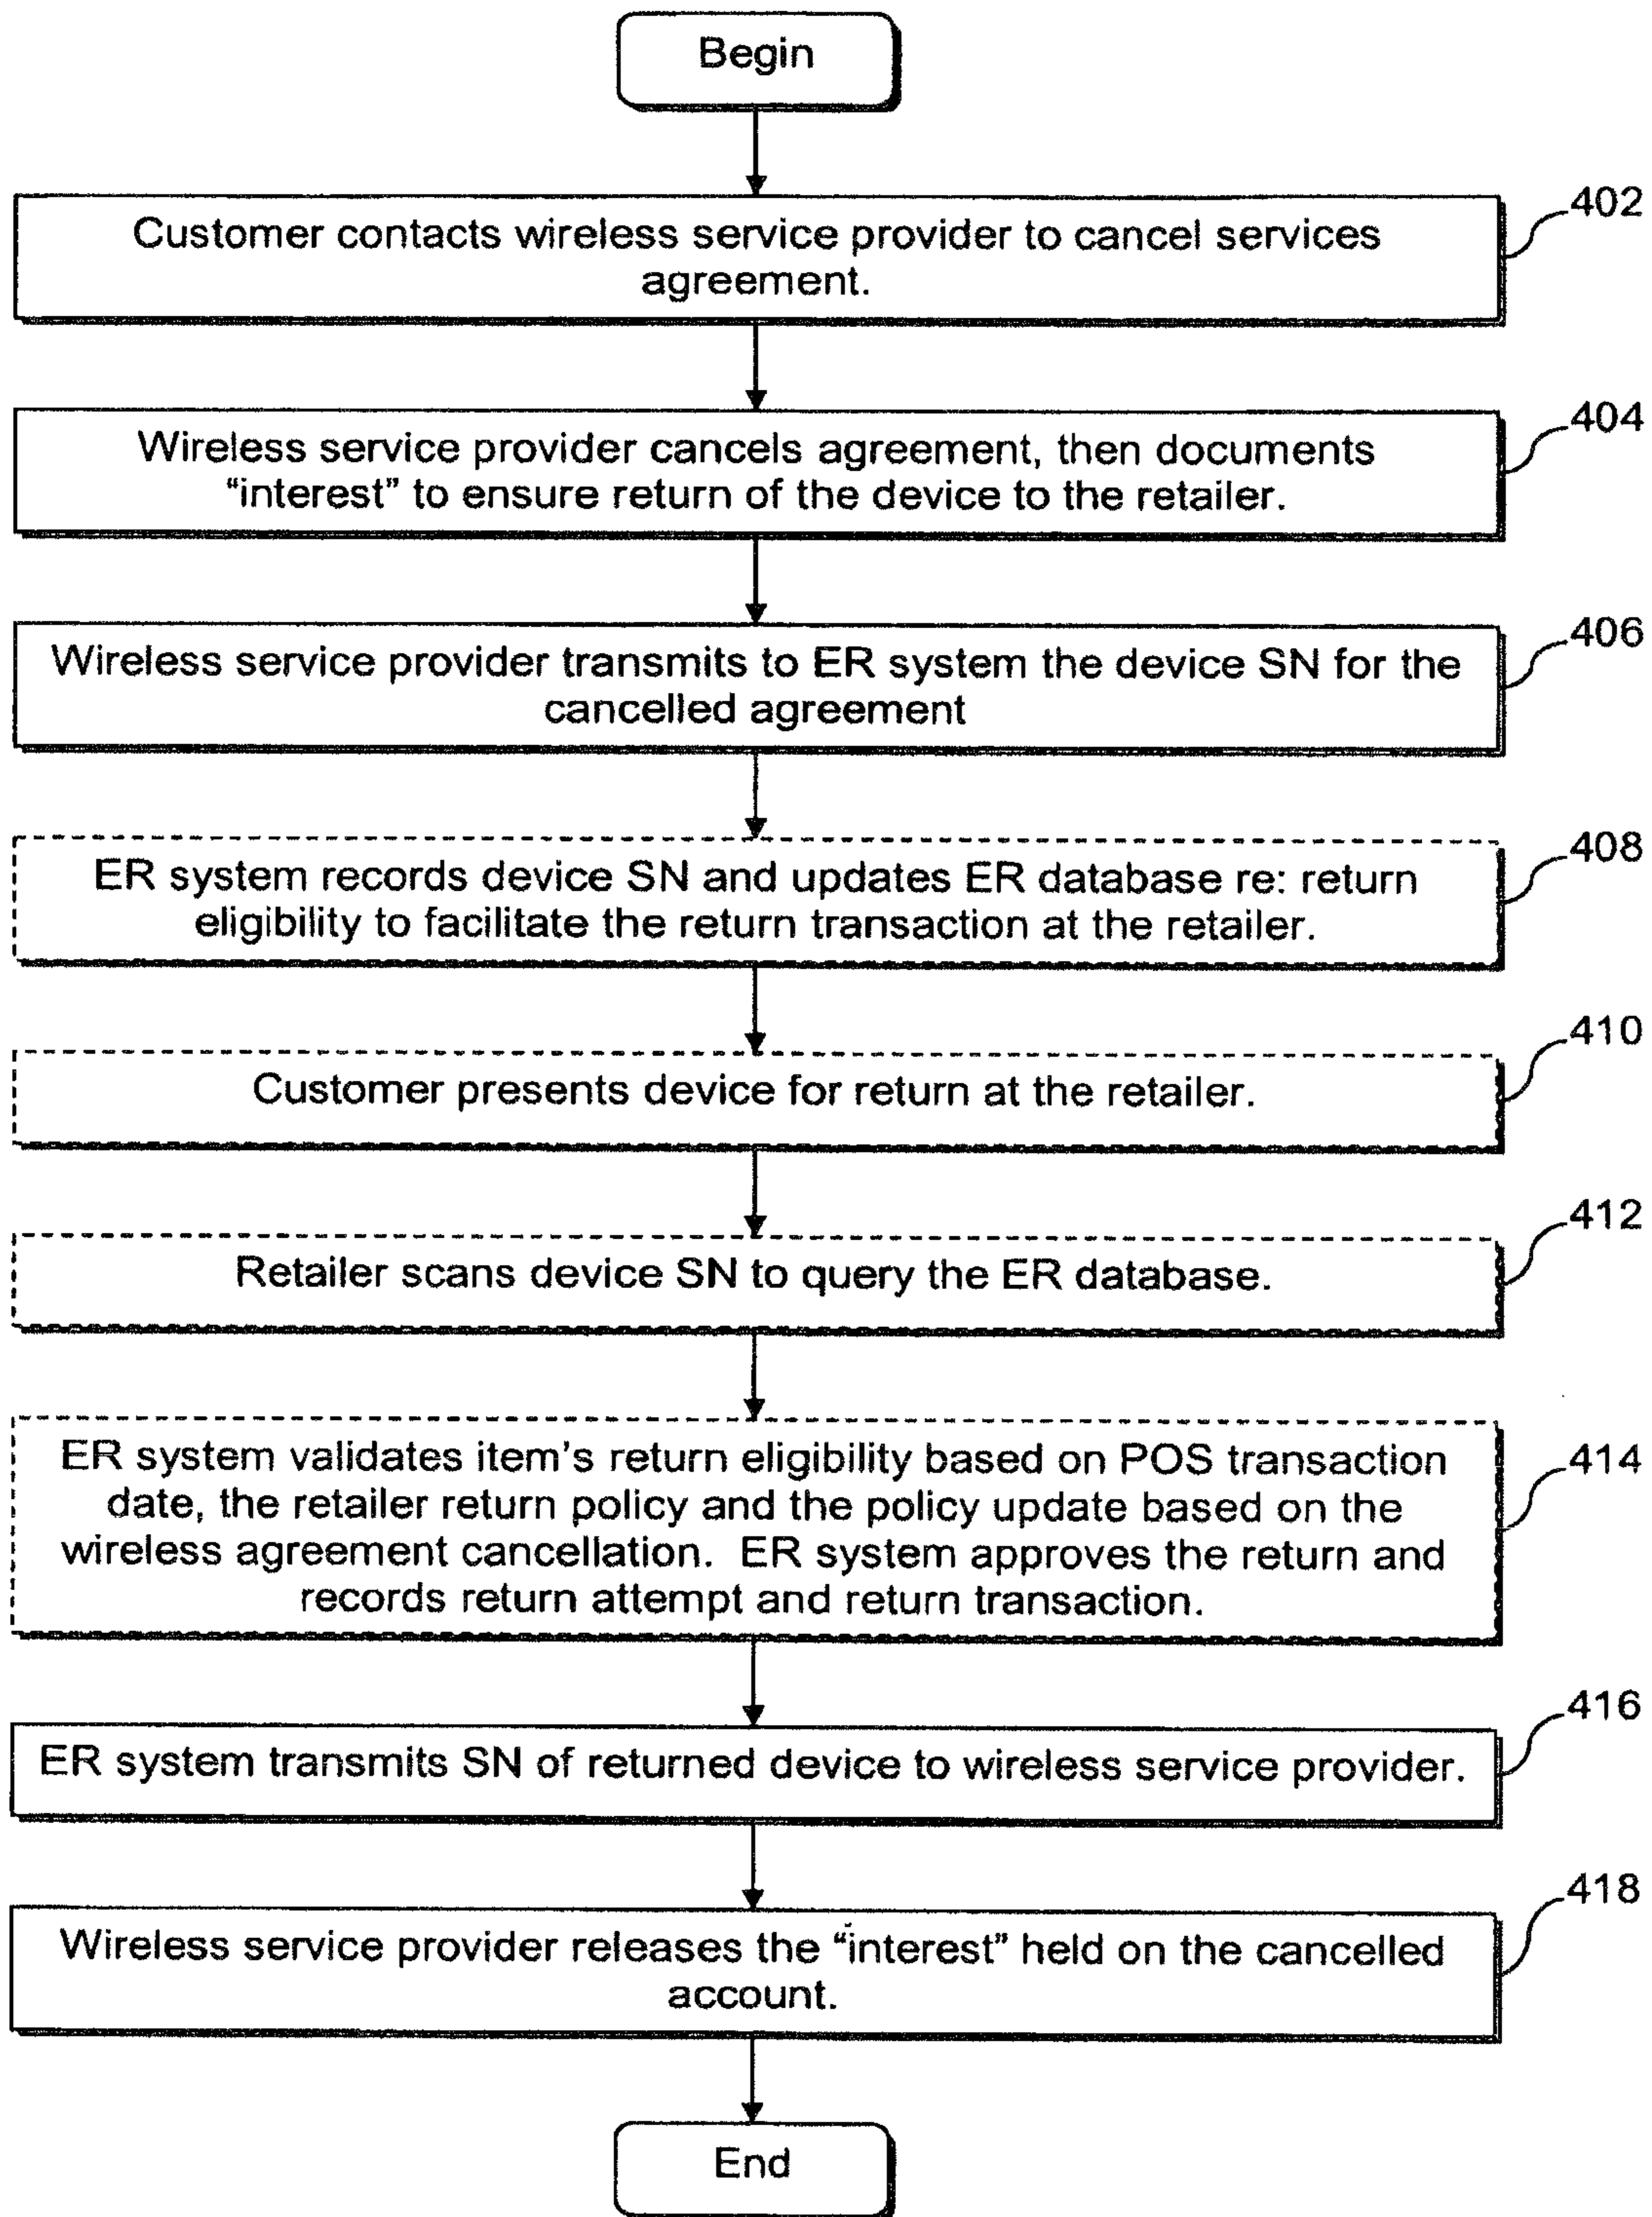 Begin
402
Customer contacts wireless service provider to cancel services
agreement.
404
Wireless service provider cancels agreement, then documents
“interest” to ensure return of the device to the retailer.
406
Wireless service provider transmits to ER system the device SN for the
cancelled agreement
408
ER system records device SN and updates ER database re: return
eligibility to facilitate the return transaction at the retailer.
410
Customer presents device for return at the retailer.
412
Retailer scans device SN to query the ER database.
414
ER system validates item’s return eligibility based on POS transaction
date, the retailer return policy and the policy update based on the
wireless agreement cancellation. ER system approves the return and
records return attempt and return transaction.
416
ER system transmits SN of returned device to wireless service provider.
418
Wireless service provider releases the “interest” held on the cancelled
account.
End